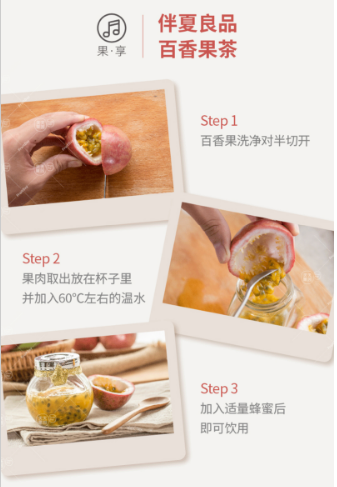 果·享
伴夏良品
百香果茶
Step 1
百香果洗净对半切开
Step 2
果肉取出放在杯子里
并加入60℃左右的温水
Step 3
加入适量蜂蜜后
即可饮用